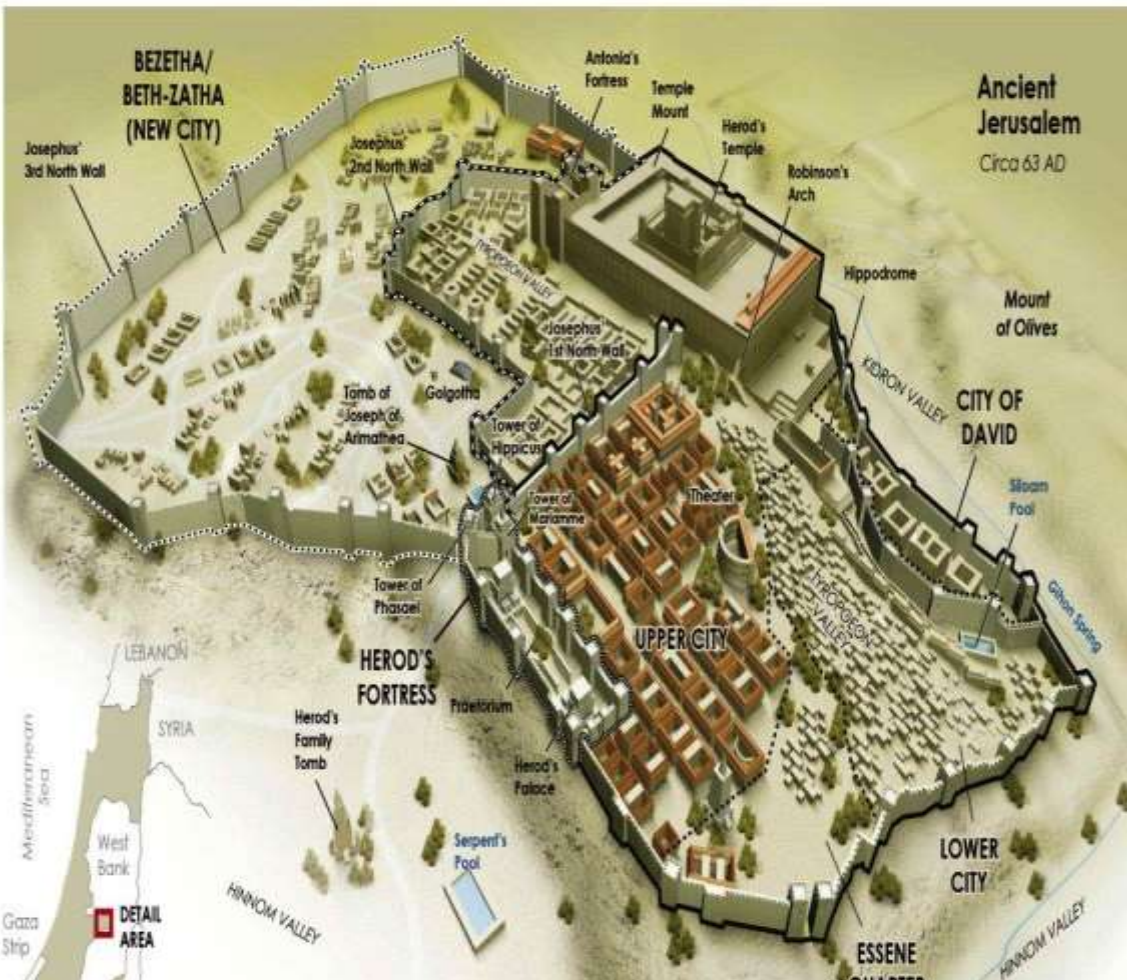 Ancient
Jerusalem
Circa 63 AD
BEZETHA/
BETH-ZATHA
(NEW CITY)
Antonia's
Fortress
Temple
Mount
Herod's
Temple
Robinson's
Arch
Josephus'
3rd North Wall
Josephus'
2nd North Wall
TYROPEON VALLEY
Hippodrome
Mount
of Olives
KIDRON VALLEY
Josephus'
1st North Wall
Golgotha
Tomb of
Joseph of
Arimathea
Tower of
Hippicus
CITY OF
DAVID
Siloam
Pool
Theater
Tower of
Mariamme
Tower of
Phasael
TYROPOEON
VALLEY
Gihon Spring
UPPER CITY
HEROD'S
FORTRESS
Praetorium
Herod's
Family
Tomb
Herod's
Palace
Serpent's
Pool
LOWER
CITY
HINNOM VALLEY
HINNOM VALLEY
ESSENE
QUARTER
LEBANON
SYRIA
Mediteranean
Sea
West
Bank
Gaza
Strip
DETAIL
AREA